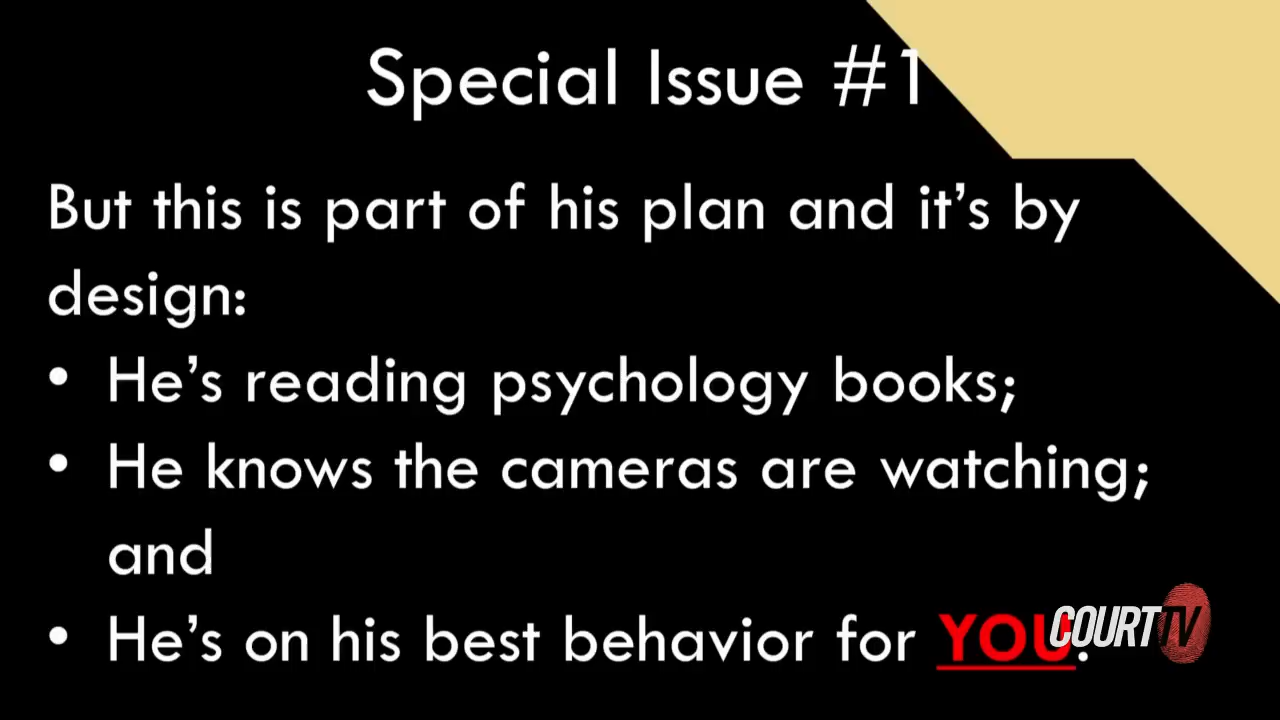 Special Issue #1
But this is part of his plan and it’s by
design:
• He’s reading psychology books;
• He knows the cameras are watching;
and
• He’s on his best behavior for YOU.
COURT TV